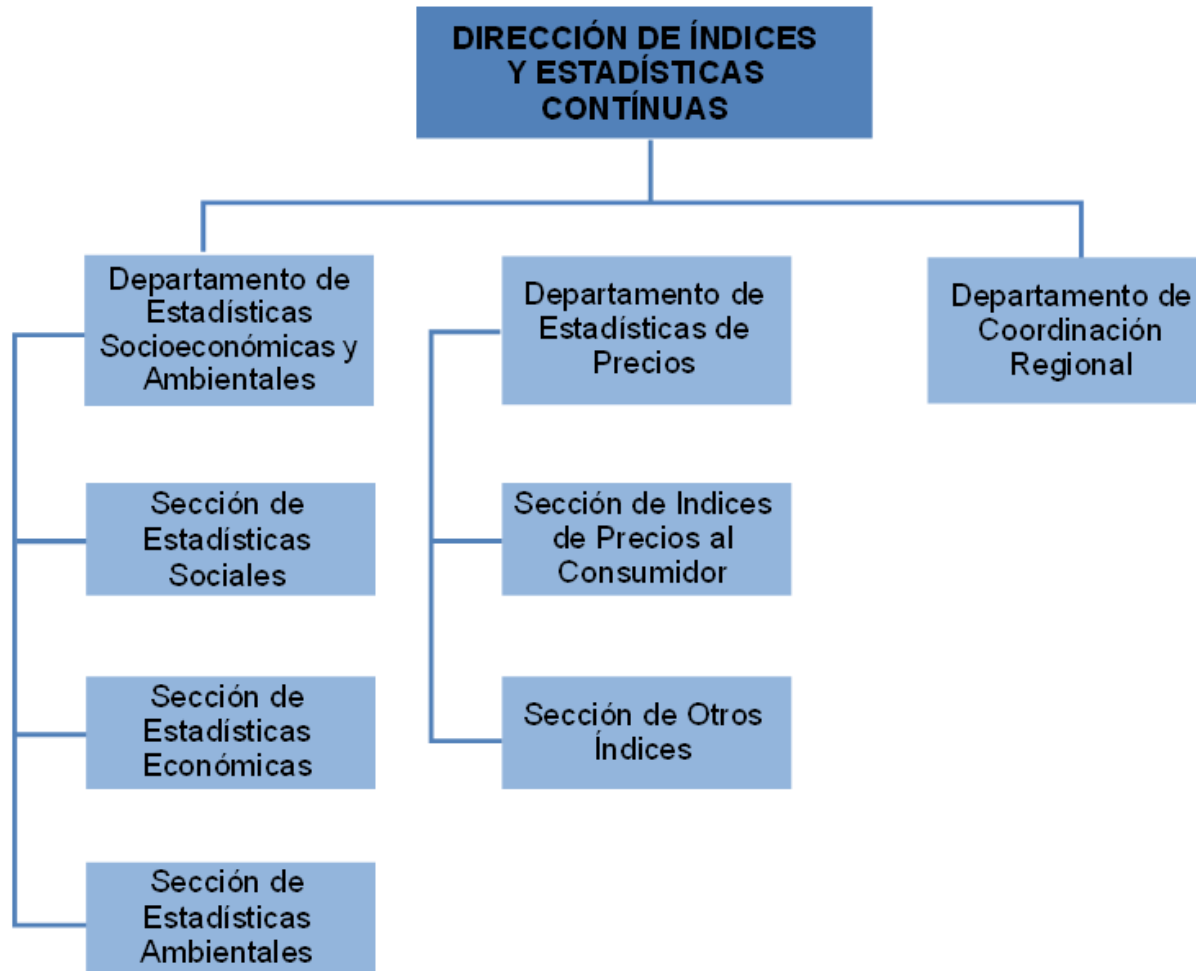 DIRECCIÓN DE ÍNDICES
Y ESTADÍSTICAS
CONTÍNUAS
Departamento de
Estadísticas
Socioeconómicas y
Ambientales
Sección de
Estadísticas
Sociales
Sección de
Estadísticas
Económicas
Sección de
Estadísticas
Ambientales
Departamento de
Estadísticas de
Precios
Sección de Indices
de Precios al
Consumidor
Sección de Otros
Índices
Departamento de
Coordinación
Regional